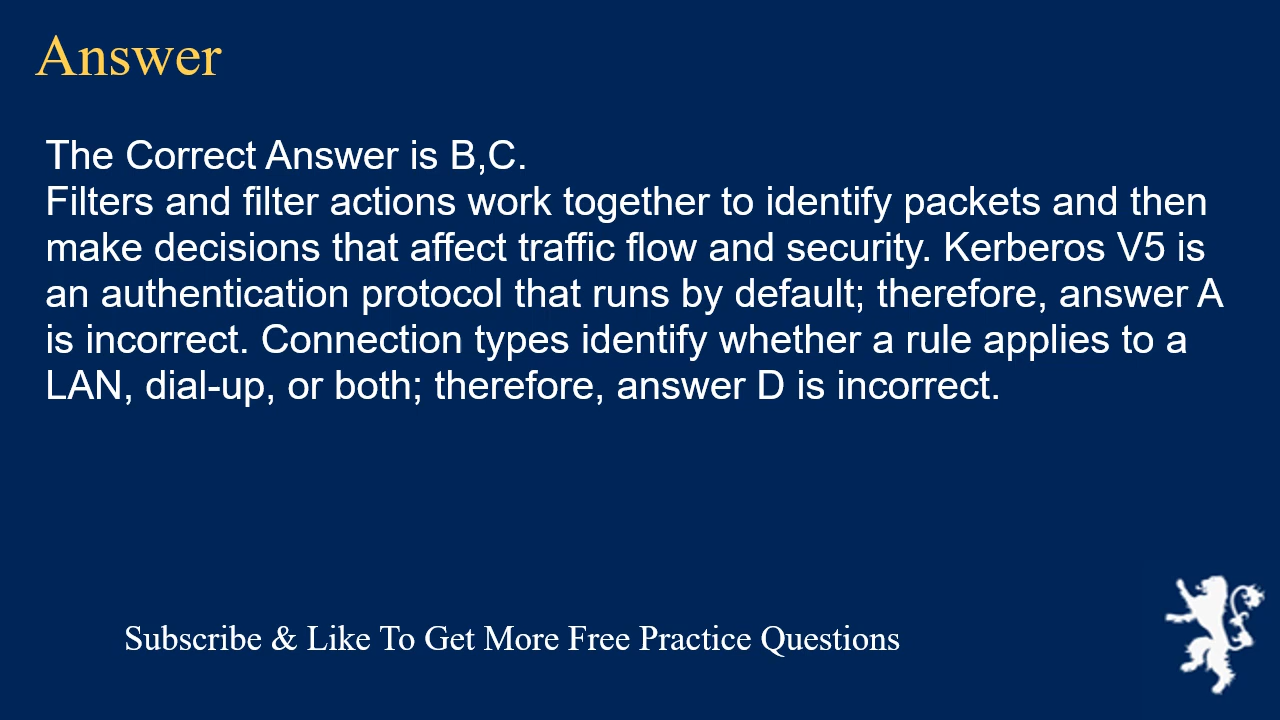 Answer
The Correct Answer is B,C.
Filters and filter actions work together to identify packets and then
make decisions that affect traffic flow and security. Kerberos V5 is
an authentication protocol that runs by default; therefore, answer A
is incorrect. Connection types identify whether a rule applies to a
LAN, dial-up, or both; therefore, answer D is incorrect.
Subscribe & Like To Get More Free Practice Questions